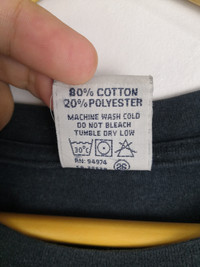 80% COTTON
20% POLYESTER
MACHINE WASH COLD
DO NOT BLEACH
TUMBLE DRY LOW
30°C
RN: 94974